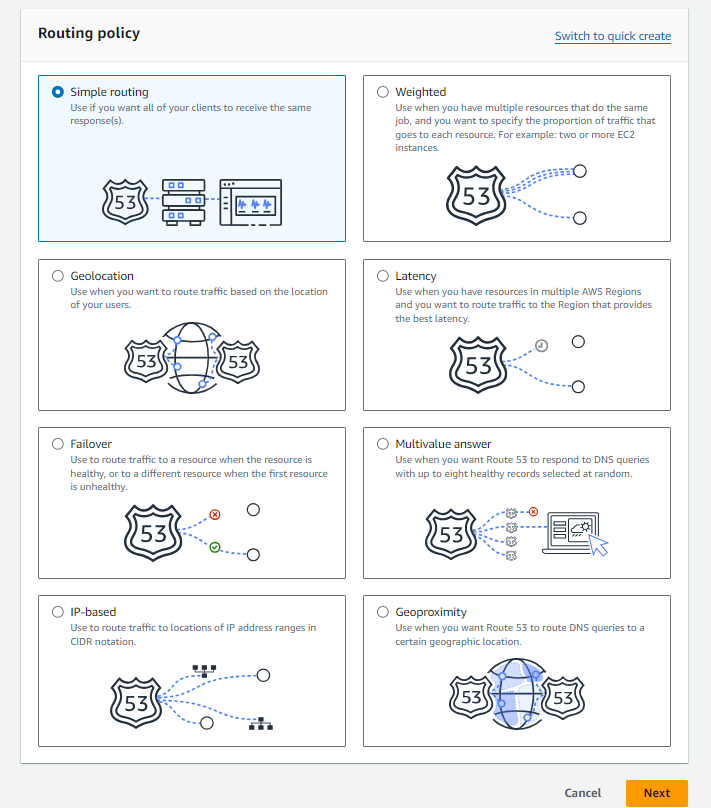 Routing policy
Switch to quick create
Simple routing
Use if you want all of your clients to receive the same
response(s).
53
Weighted
Use when you have multiple resources that do the same
job, and you want to specify the proportion of traffic that
goes to each resource. For example: two or more EC2
instances.
53
Geolocation
Use when you want to route traffic based on the location
of your users.
53
53
Latency
Use when you have resources in multiple AWS Regions
and you want to route traffic to the Region that provides
the best latency.
53
Failover
Use to route traffic to a resource when the resource is
healthy, or to a different resource when the first resource
is unhealthy.
53
Multivalue answer
Use when you want Route 53 to respond to DNS queries
with up to eight healthy records selected at random.
53
IP-based
Use to route traffic to locations of IP address ranges in
CIDR notation.
53
Geoproximity
Use when you want Route 53 to route DNS queries to a
certain geographic location.
53
53
Cancel
Next